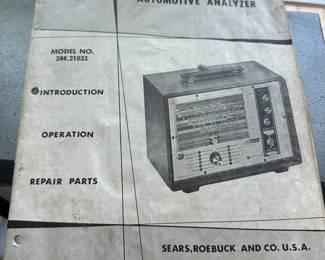 AUTOMOTIVE ANALYZER
MODEL NO.
244.21033
INTRODUCTION
OPERATION
REPAIR PARTS
SEARS, ROEBUCK AND CO. U.S.A.